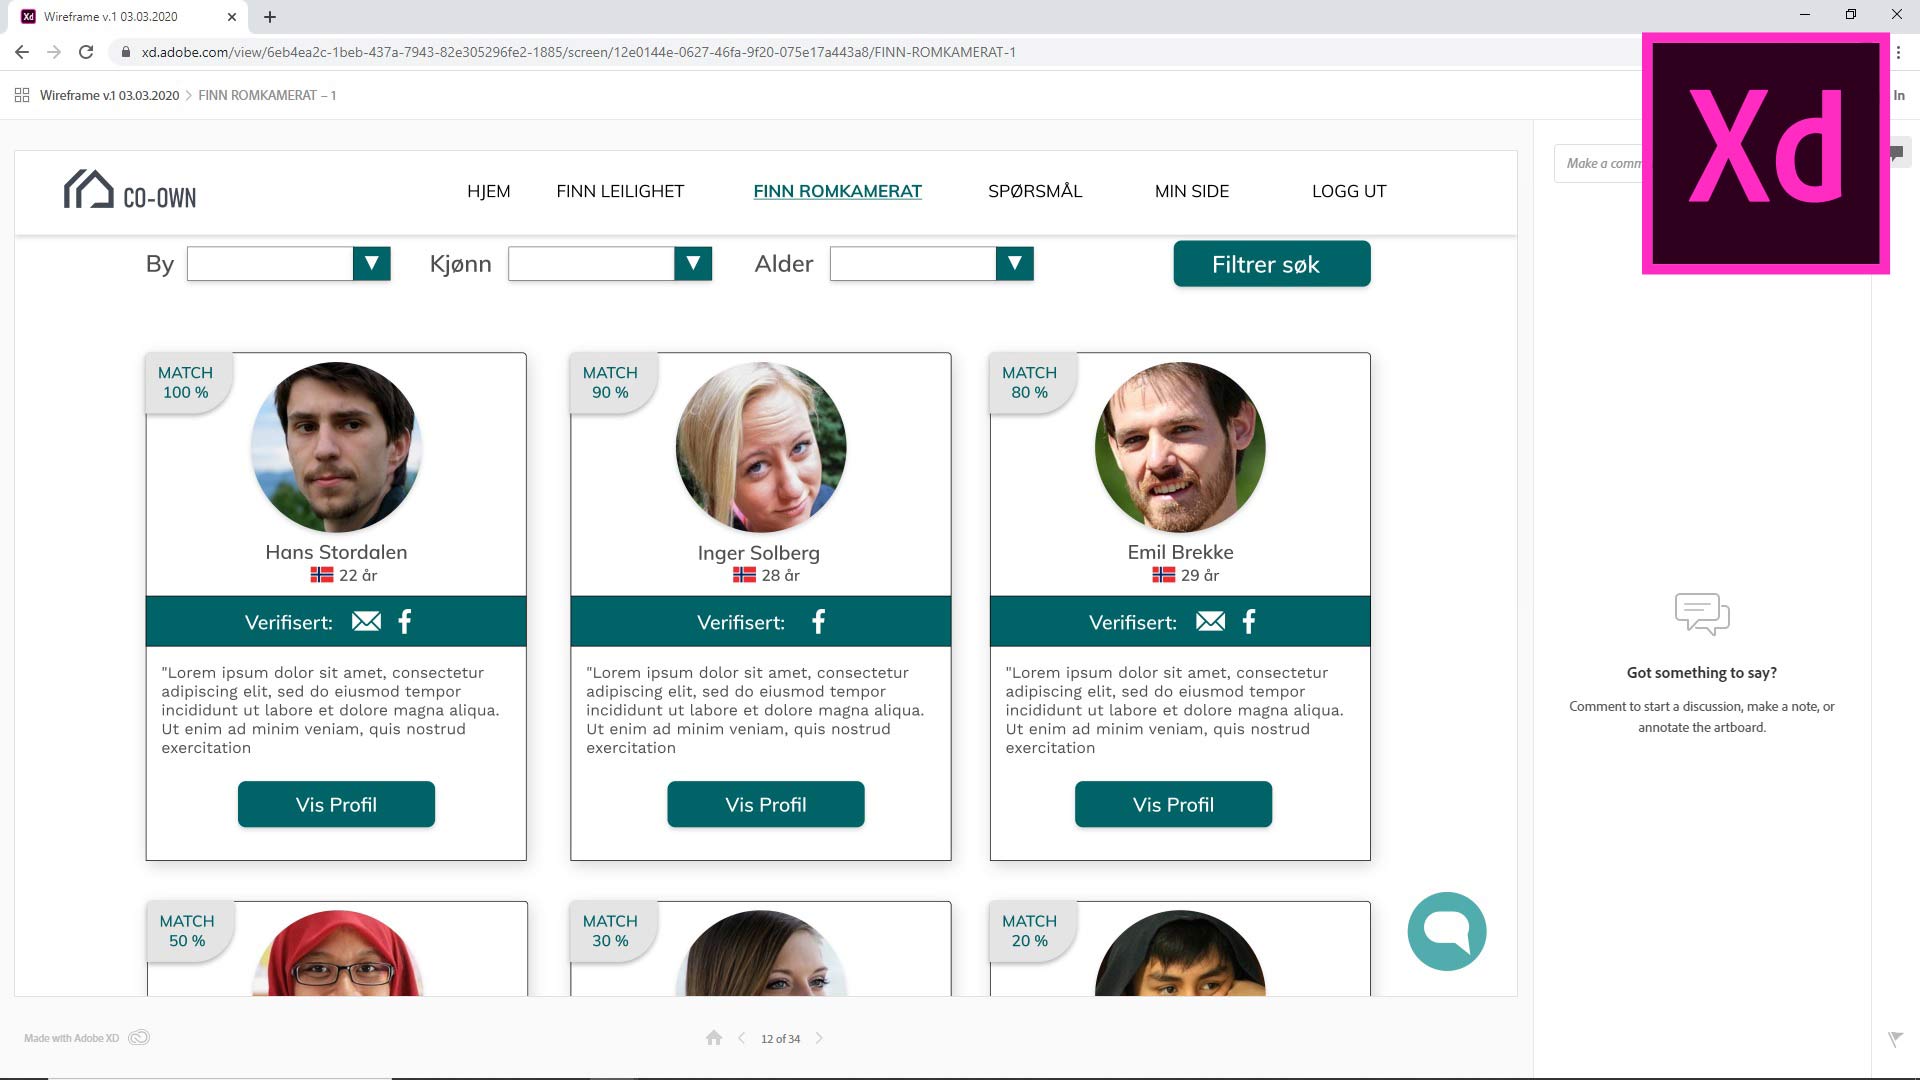 Wireframe v.1 03.03.2020
xd.adobe.com/view/6eb4ea2c-1beb-437a-7943-82e305296fe2-1885/screen/12e0144e-0627-46fa-9f20-075e17a443a8/FINN-ROMKAMERAT-1
Wireframe v.1 03.03.2020 > FINN ROMKAMERAT – 1
In
Xd
Make a comm
CO-OWN
HJEM FINN LEILIGHET FINN ROMKAMERAT SPØRSMÅL MIN SIDE LOGG UT
By Kjønn Alder Filtrer søk
MATCH
100 %
Hans Stordalen
22 år
Verifisert:
"Lorem ipsum dolor sit amet, consectetur
adipiscing elit, sed do eiusmod tempor
incididunt ut labore et dolore magna aliqua.
Ut enim ad minim veniam, quis nostrud
exercitation
Vis Profil
MATCH
90 %
Inger Solberg
28 år
Verifisert:
"Lorem ipsum dolor sit amet, consectetur
adipiscing elit, sed do eiusmod tempor
incididunt ut labore et dolore magna aliqua.
Ut enim ad minim veniam, quis nostrud
exercitation
Vis Profil
MATCH
80 %
Emil Brekke
29 år
Verifisert:
"Lorem ipsum dolor sit amet, consectetur
adipiscing elit, sed do eiusmod tempor
incididunt ut labore et dolore magna aliqua.
Ut enim ad minim veniam, quis nostrud
exercitation
Vis Profil
MATCH
50 %
MATCH
30 %
MATCH
20 %
Got something to say?
Comment to start a discussion, make a note, or
annotate the artboard.
Made with Adobe XD
12 of 34